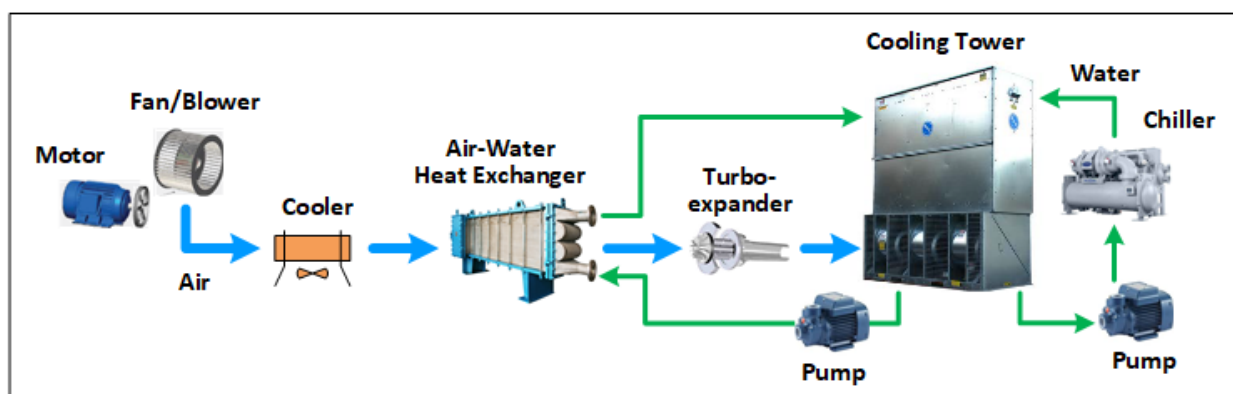 Cooling Tower
Water
Fan/Blower
Chiller
Motor
Air-Water
Heat Exchanger
Turbo-
expander
Cooler
Air
Pump
Pump